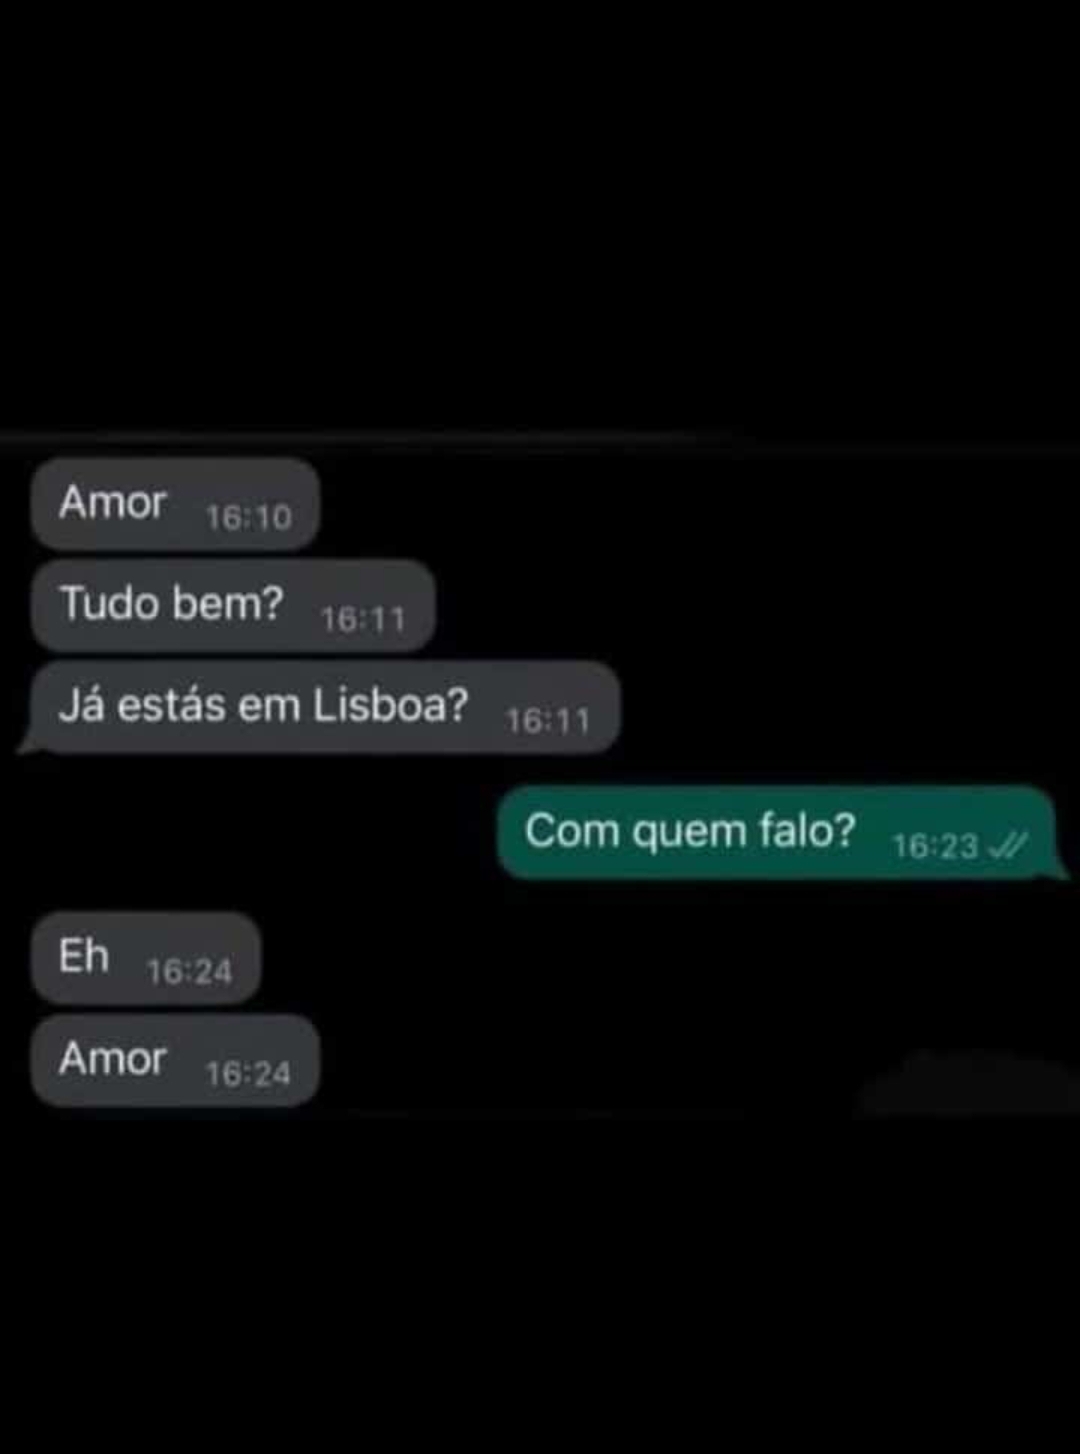 Amor 16:10
Tudo bem? 16:11
Já estás em Lisboa? 16:11
Com quem falo? 16:23
Eh 16:24
Amor 16:24